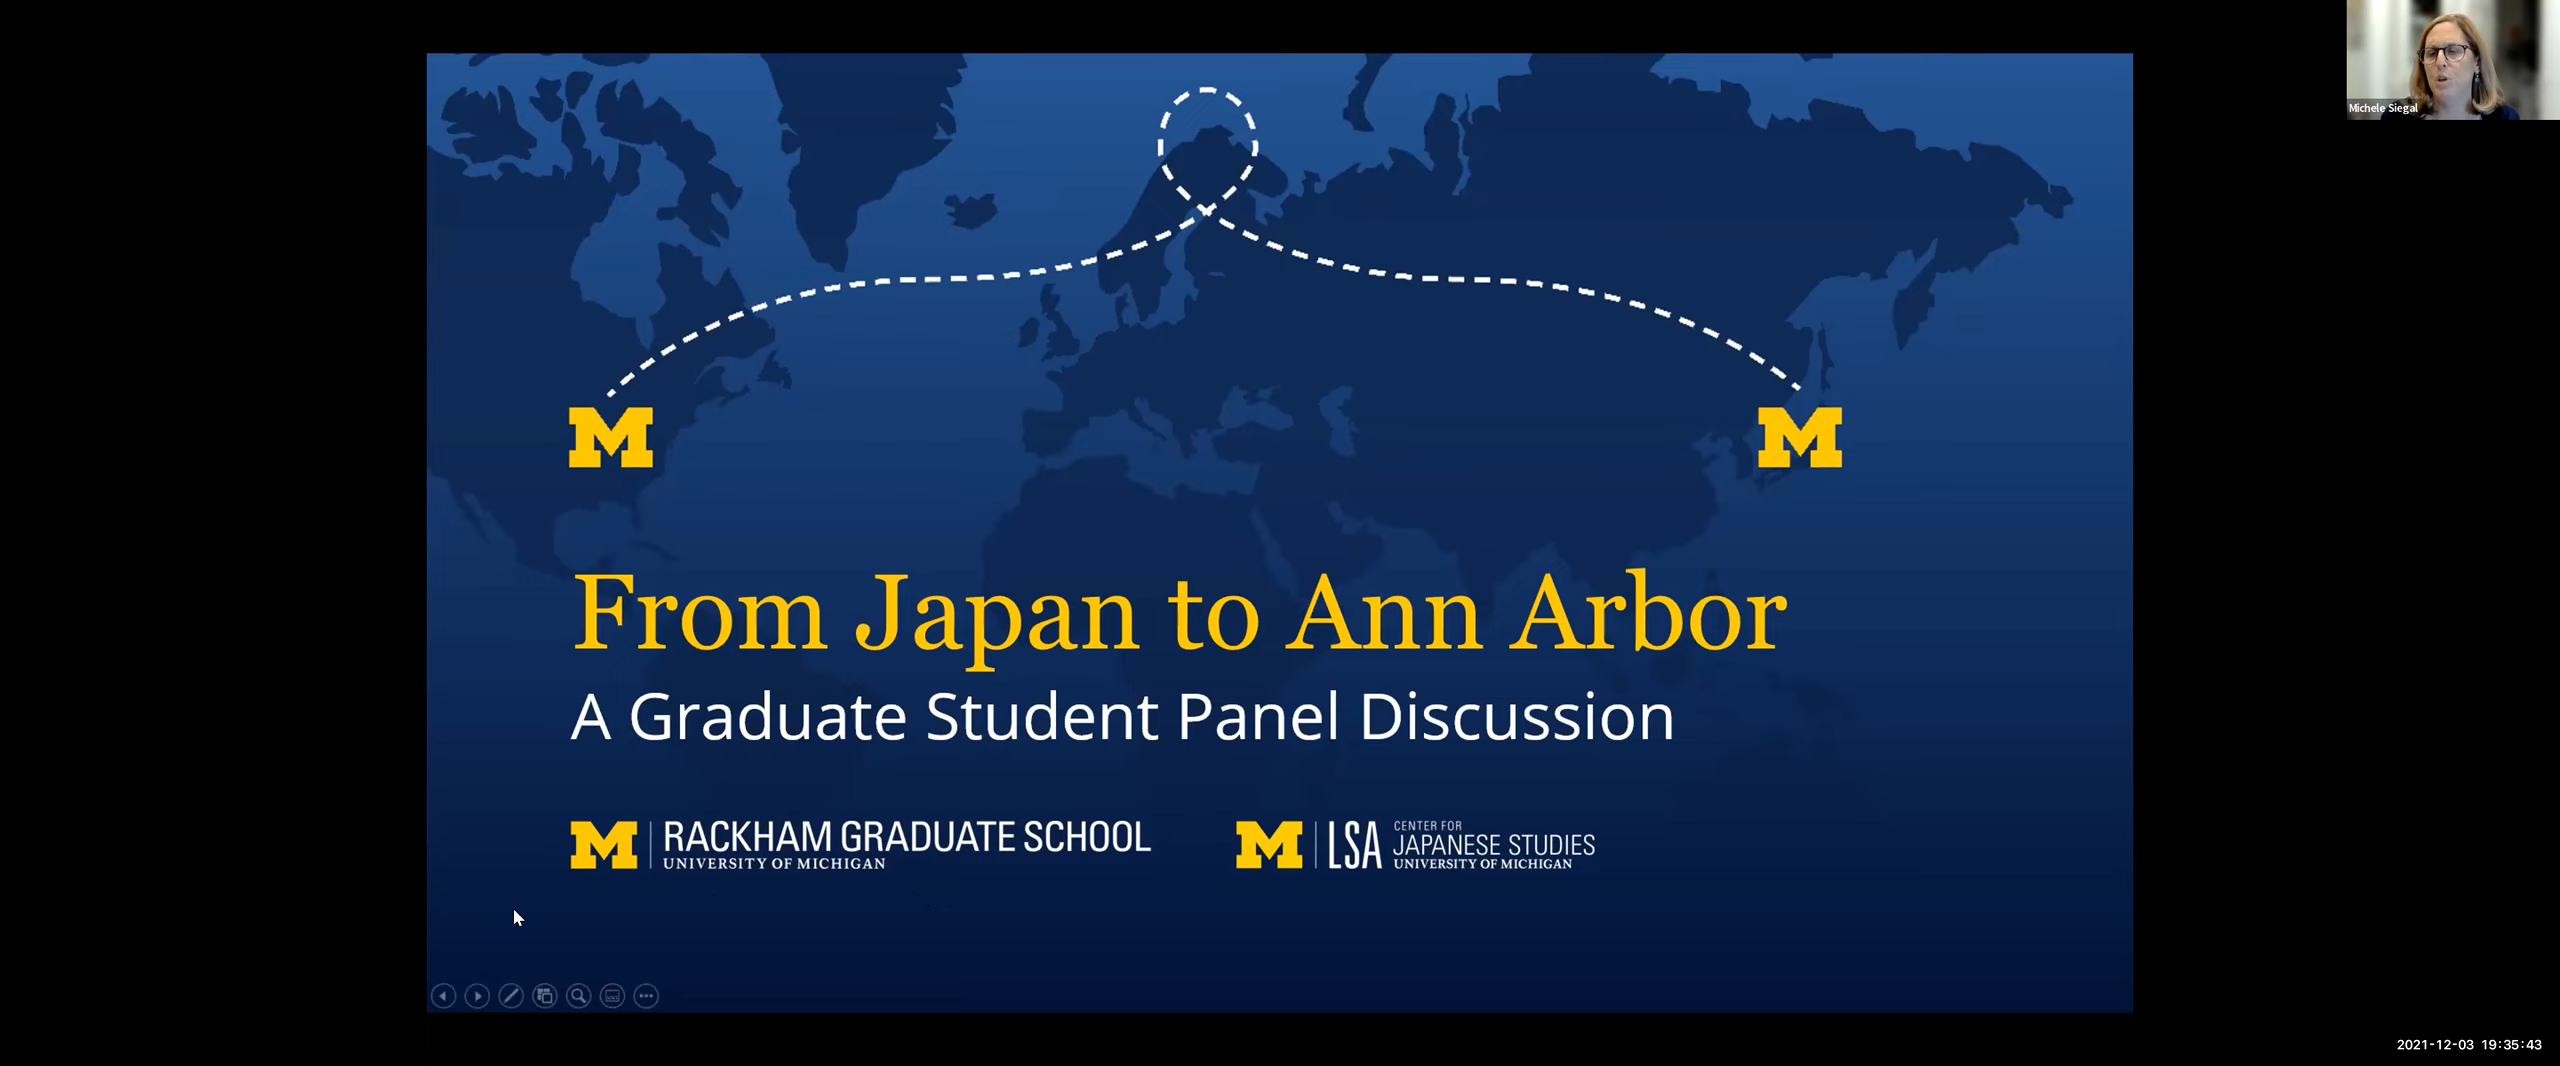 Michele Siegal
M
M
From Japan to Ann Arbor
A Graduate Student Panel Discussion
M RACKHAM GRADUATE SCHOOL
UNIVERSITY OF MICHIGAN
M LSA CENTER FOR
JAPANESE STUDIES
UNIVERSITY OF MICHIGAN
2021-12-03 19:35:43